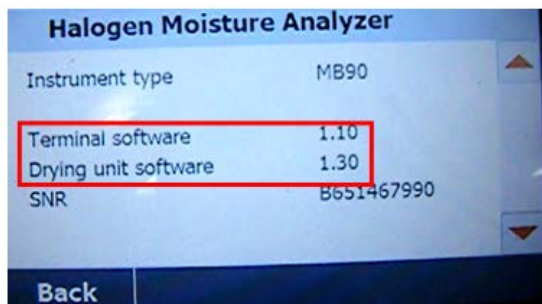 Halogen Moisture Analyzer
Instrument type MB90
Terminal software 1.10
Drying unit software 1.30
SNR B651467990
Back